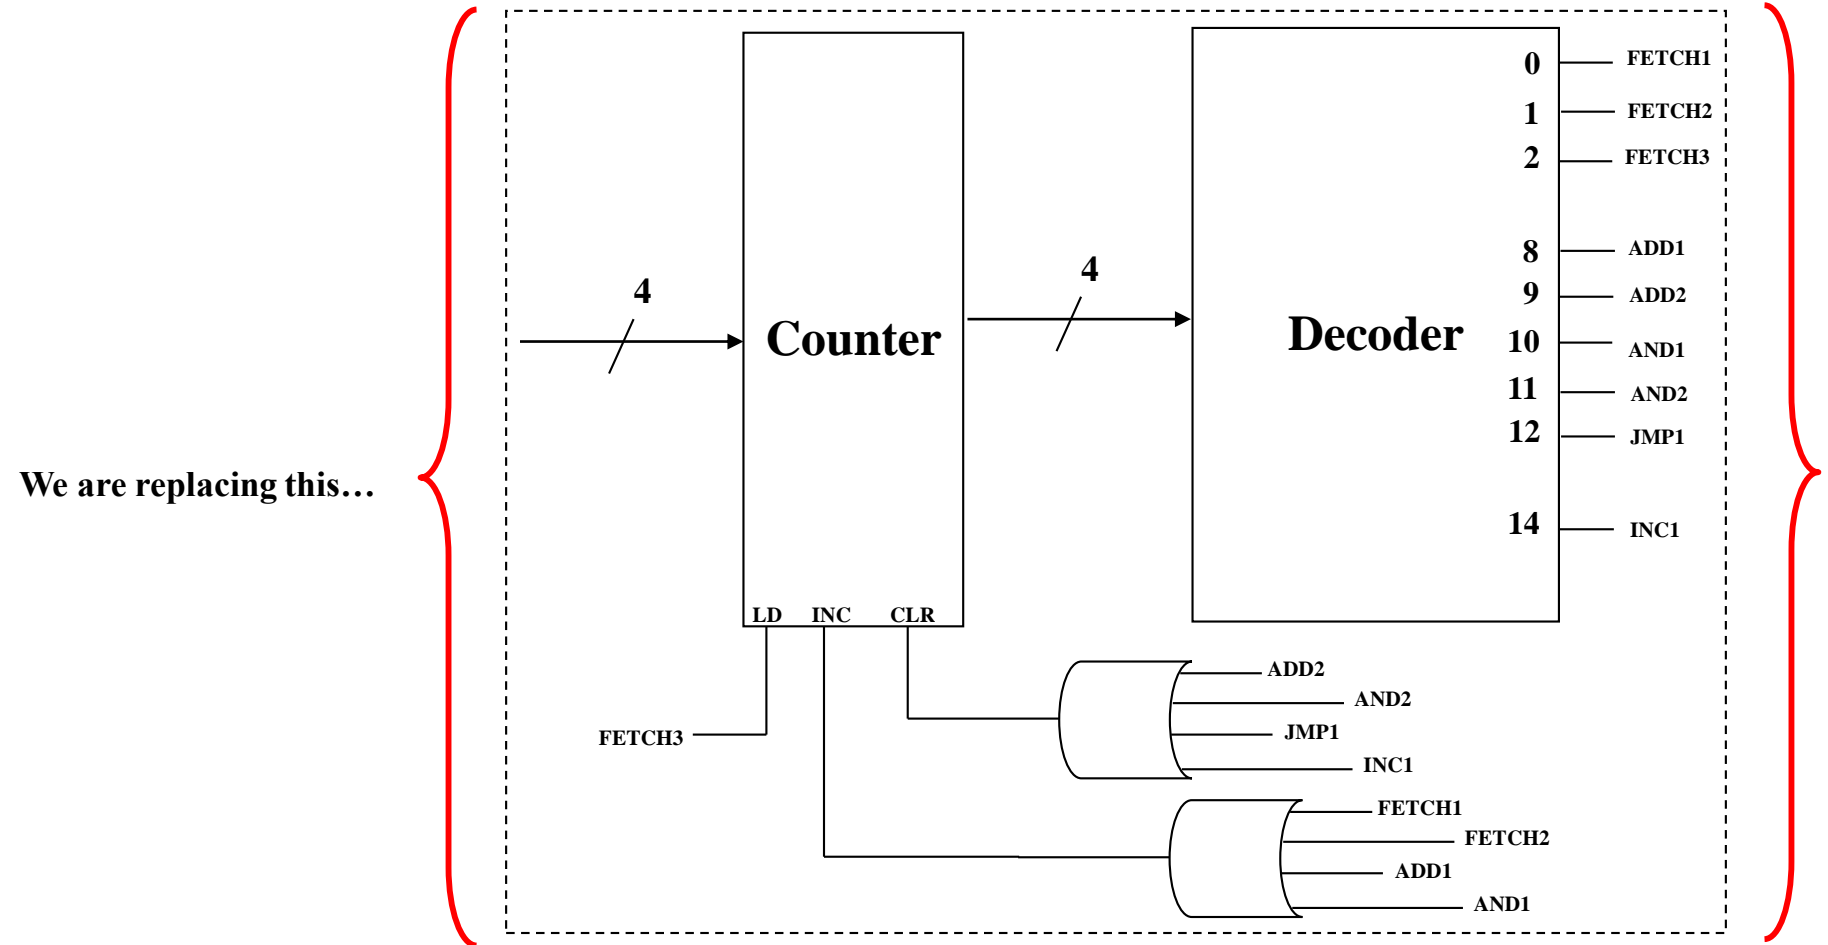 We are replacing this…
4
Counter
LD INC CLR
4
Decoder
0 FETCH1
1 FETCH2
2 FETCH3
8 ADD1
9 ADD2
10 AND1
11 AND2
12 JMP1
14 INC1
FETCH3
ADD2
AND2
JMP1
INC1
FETCH1
FETCH2
ADD1
AND1